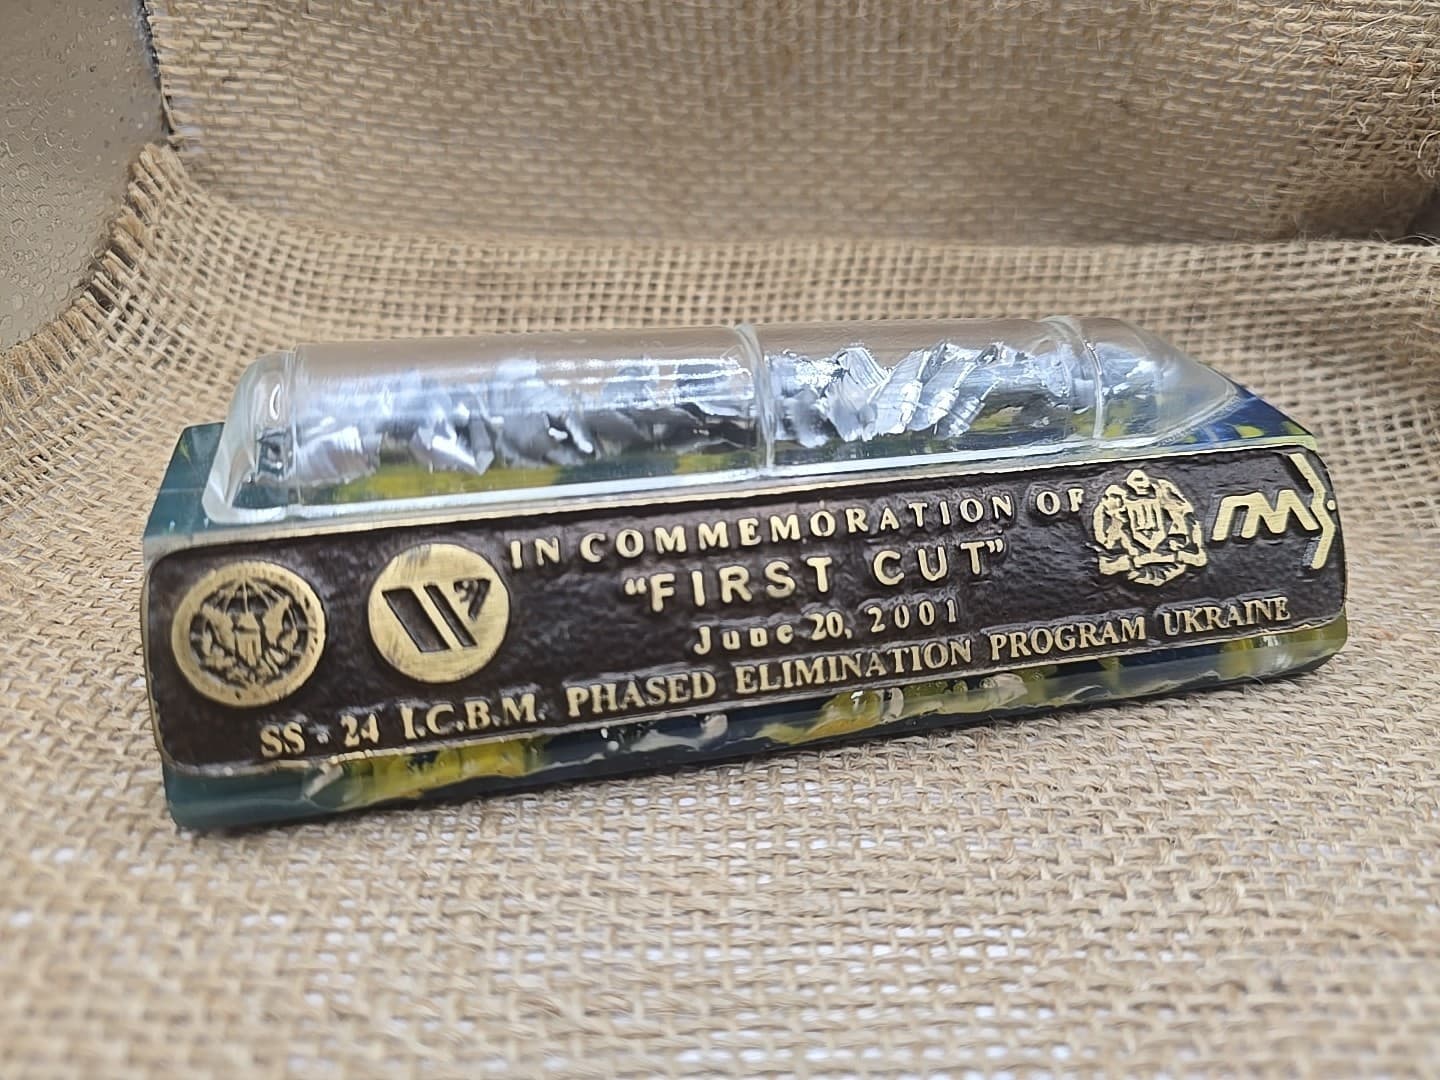 IN COMMEMORATION OF
“FIRST CUT”
June 20, 2001
SS - 24 I.C.B.M. PHASED ELIMINATION PROGRAM UKRAINE